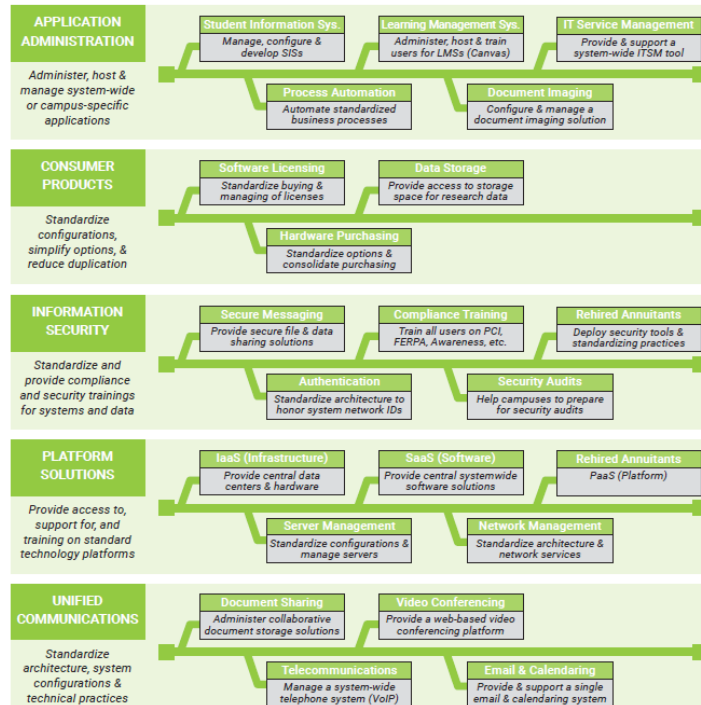 APPLICATION
ADMINISTRATION
Administer, host &
manage system-wide
or campus-specific
applications
Student Information Sys.
Manage, configure &
develop SISs
Learning Management Sys.
Administer, host & train
users for LMSs (Canvas)
IT Service Management
Provide & support a
system-wide ITSM tool
Process Automation
Automate standardized
business processes
Document Imaging
Configure & manage a
document imaging solution
CONSUMER
PRODUCTS
Standardize
configurations,
simplify options, &
reduce duplication
Software Licensing
Standardize buying &
managing of licenses
Data Storage
Provide access to storage
space for research data
Hardware Purchasing
Standardize options &
consolidate purchasing
INFORMATION
SECURITY
Standardize and
provide compliance
and security trainings
for systems and data
Secure Messaging
Provide secure file & data
sharing solutions
Compliance Training
Train all users on PCI,
FERPA, Awareness, etc.
Rehired Annuitants
Deploy security tools &
standardizing practices
Authentication
Standardize architecture to
honor system network IDs
Security Audits
Help campuses to prepare
for security audits
PLATFORM
SOLUTIONS
Provide access to,
support for, and
training on standard
technology platforms
IaaS (Infrastructure)
Provide central data
centers & hardware
SaaS (Software)
Provide central systemwide
software solutions
Rehired Annuitants
PaaS (Platform)
Server Management
Standardize configurations &
manage servers
Network Management
Standardize architecture &
network services
UNIFIED
COMMUNICATIONS
Standardize
architecture, system
configurations &
technical practices
Document Sharing
Administer collaborative
document storage solutions
Video Conferencing
Provide a web-based video
conferencing platform
Telecommunications
Manage a system-wide
telephone system (VoIP)
Email & Calendaring
Provide & support a single
email & calendaring system